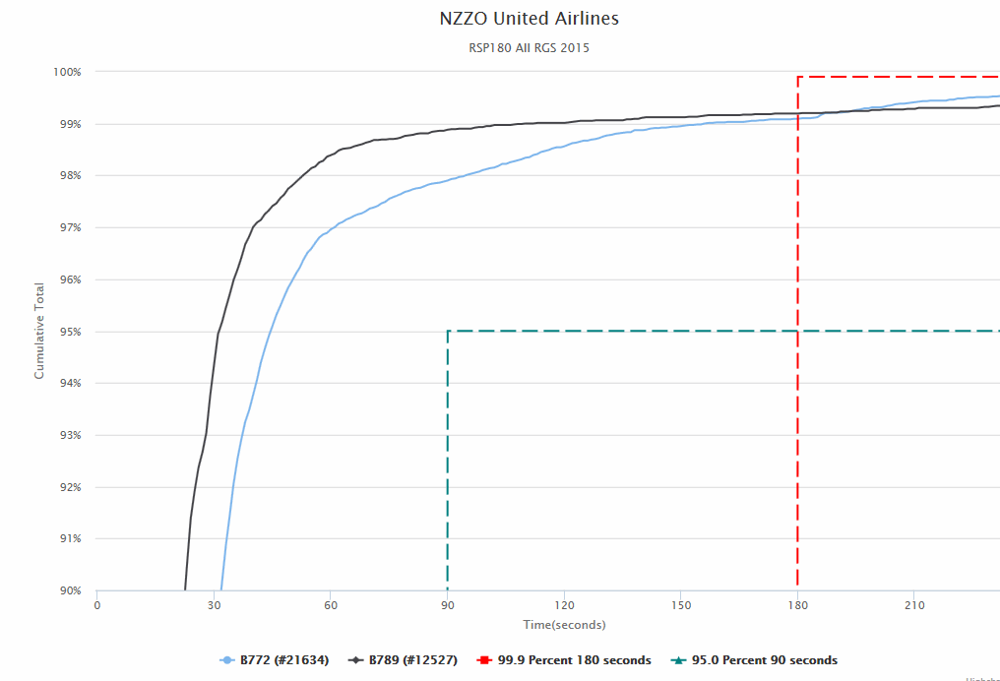 NZZO United Airlines
RSP180 All RGS 2015
100%
99%
98%
97%
96%
95%
94%
93%
92%
91%
90%
Cumulative Total
0 30 60 90 120 150 180 210
Time(seconds)
B772 (#21634) B789 (#12527) 99.9 Percent 180 seconds 95.0 Percent 90 seconds